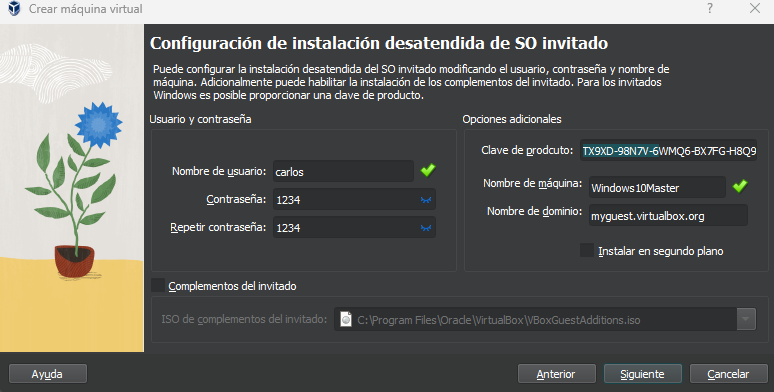 Crear máquina virtual
Configuración de instalación desatendida de SO invitado
Puede configurar la instalación desatendida del SO invitado modificando el usuario, contraseña y nombre de
máquina. Adicionalmente puede habilitar la instalación de los complementos del invitado. Para los invitados
Windows es posible proporcionar una clave de producto.
Usuario y contraseña
Nombre de usuario: carlos
Contraseña: 1234
Repetir contraseña: 1234
Opciones adicionales
Clave de prodcuto: TX9XD-98N7V-6WMQ6-BX7FG-H8Q9
Nombre de máquina: Windows10Master
Nombre de dominio: myguest.virtualbox.org
Instalar en segundo plano
Complementos del invitado
ISO de complementos del invitado: C:\Program Files\Oracle\VirtualBox\VBoxGuestAdditions.iso
Ayuda
Anterior
Siguiente
Cancelar